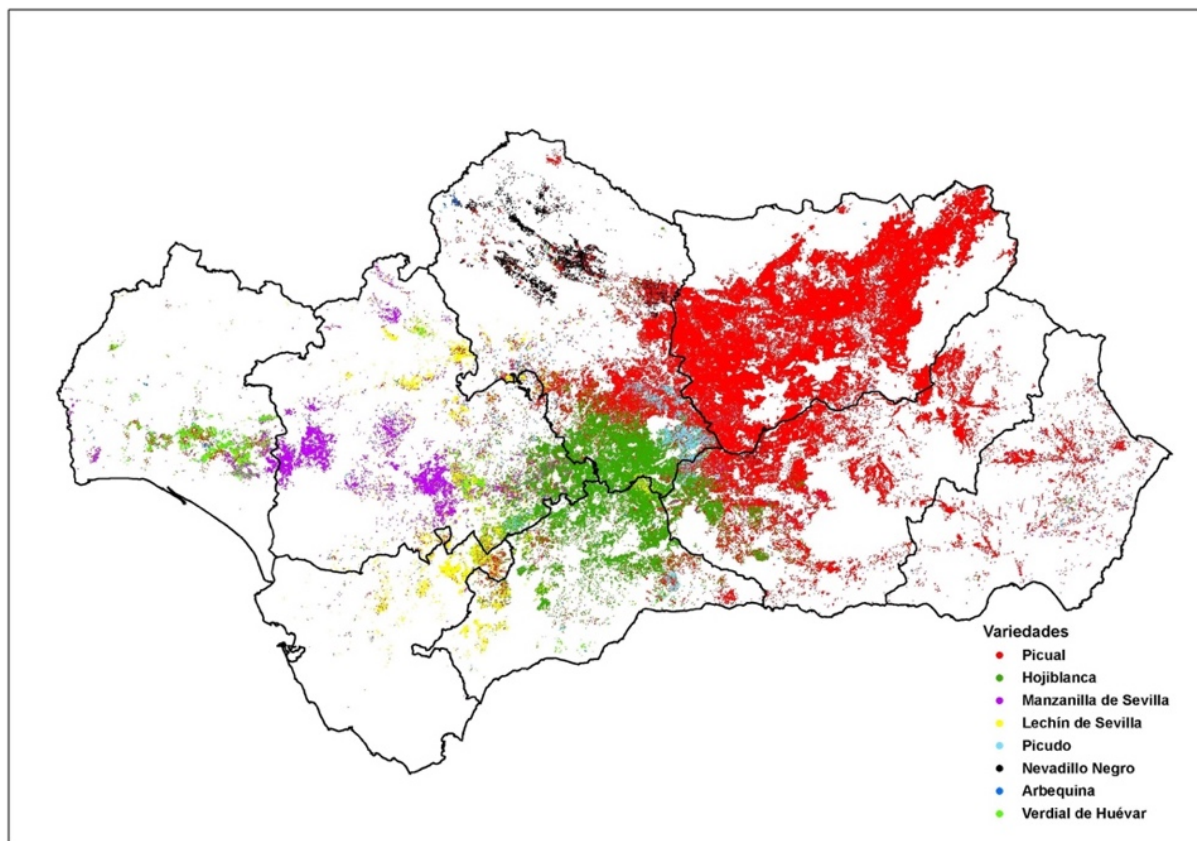 Variedades
Picual
Hojiblanca
Manzanilla de Sevilla
Lechín de Sevilla
Picudo
Nevadillo Negro
Arbequina
Verdial de Huévar